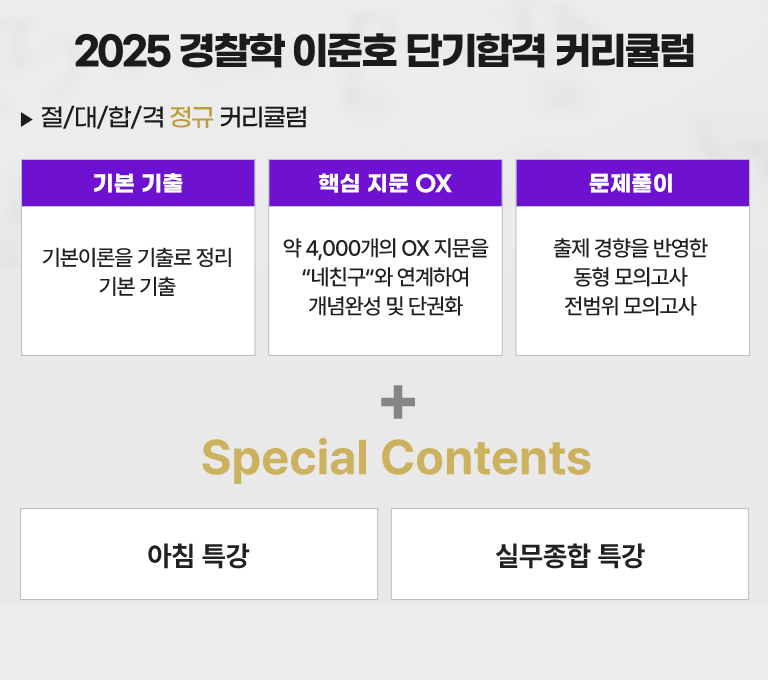 2025 경찰학 이준호 단기합격 커리큘럼
▶ 절/대/합/격 정규 커리큘럼
기본 기출
기본이론을 기출로 정리
기본 기출
핵심 지문 OX
약 4,000개의 OX 지문을
“네친구“와 연계하여
개념완성 및 단권화
문제풀이
출제 경향을 반영한
동형 모의고사
전범위 모의고사
+
Special Contents
아침 특강
실무종합 특강